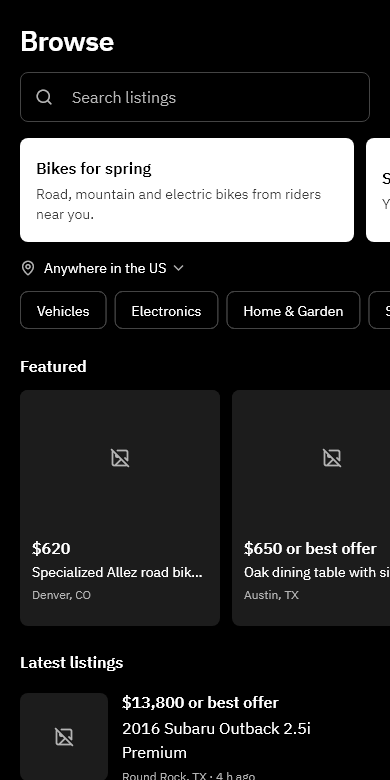 Browse
Search listings
Bikes for spring
Road, mountain and electric bikes from riders
near you.
Anywhere in the US
Vehicles
Electronics
Home & Garden
Featured
$620
Specialized Allez road bik...
Denver, CO
$650 or best offer
Oak dining table with si
Austin, TX
Latest listings
$13,800 or best offer
2016 Subaru Outback 2.5i
Premium
Round Rock, TX · 4 h ago